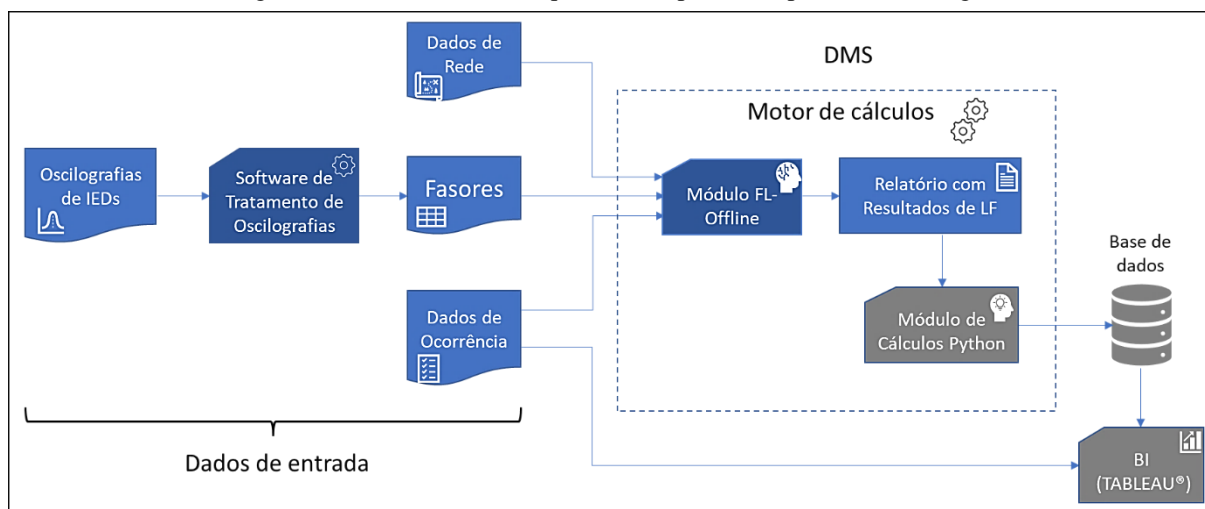 Dados de
Rede
DMS
Motor de cálculos
Oscilografias
de IEDs
Software de
Tratamento de
Oscilografias
Fasores
Módulo FL-
Offline
Relatório com
Resultados de LF
Base de
dados
Dados de
Ocorrência
Módulo de
Cálculos Python
Dados de entrada
BI
(TABLEAU®)